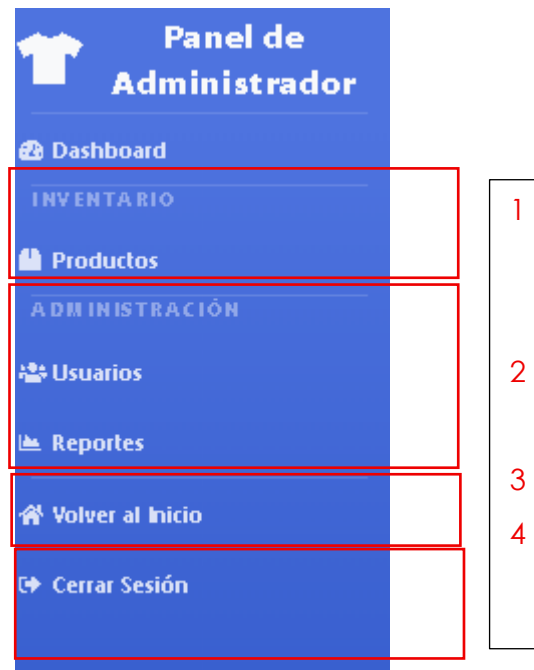 Panel de
Administrador
Dashboard
INVENTARIO
1
Productos
ADMINISTRACIÓN
Usuarios
2
Reportes
3
Volver al Inicio
4
Cerrar Sesión